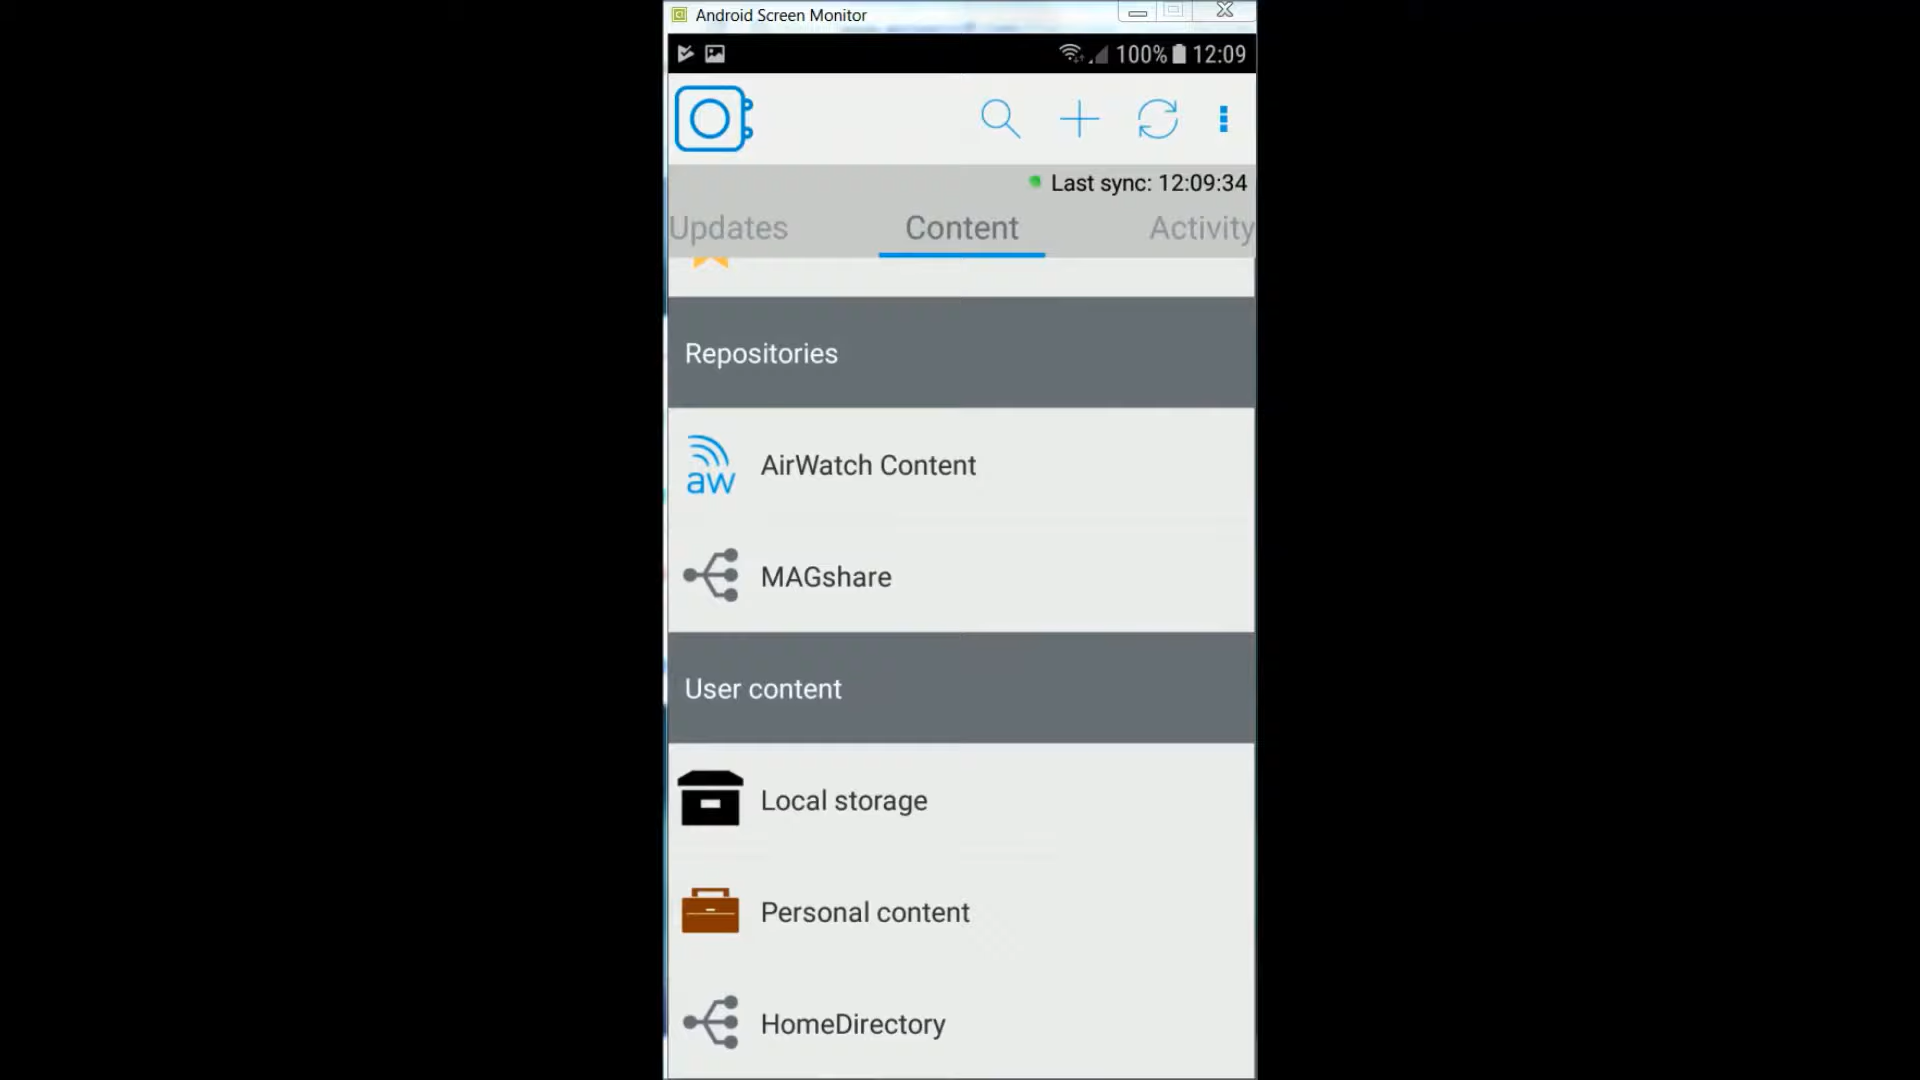 Android Screen Monitor
100% 12:09
Last sync: 12:09:34
Updates Content Activity
Repositories
aw AirWatch Content
MAGshare
User content
Local storage
Personal content
HomeDirectory